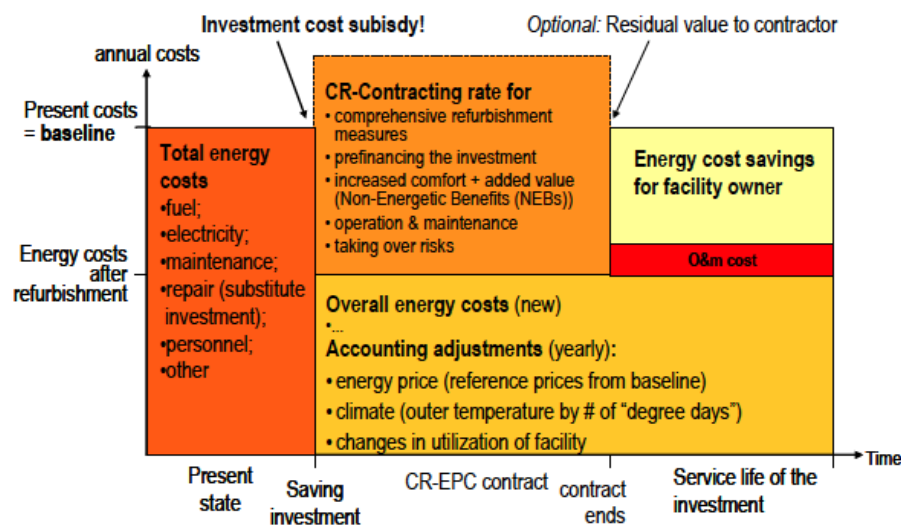 Investment cost subisdy!
Optional: Residual value to contractor
annual costs
Present costs
= baseline
Energy costs
after
refurbishment
Total energy
costs
•fuel;
•electricity;
•maintenance;
•repair (substitute
investment);
•personnel;
•other
CR-Contracting rate for
• comprehensive refurbishment
measures
• prefinancing the investment
• increased comfort + added value
(Non-Energetic Benefits (NEBs))
• operation & maintenance
• taking over risks
Energy cost savings
for facility owner
O&m cost
Overall energy costs (new)
•...
Accounting adjustments (yearly):
• energy price (reference prices from baseline)
• climate (outer temperature by # of “degree days”)
• changes in utilization of facility
Time
Present
state
Saving
investment
CR-EPC contract
contract
ends
Service life of the
investment